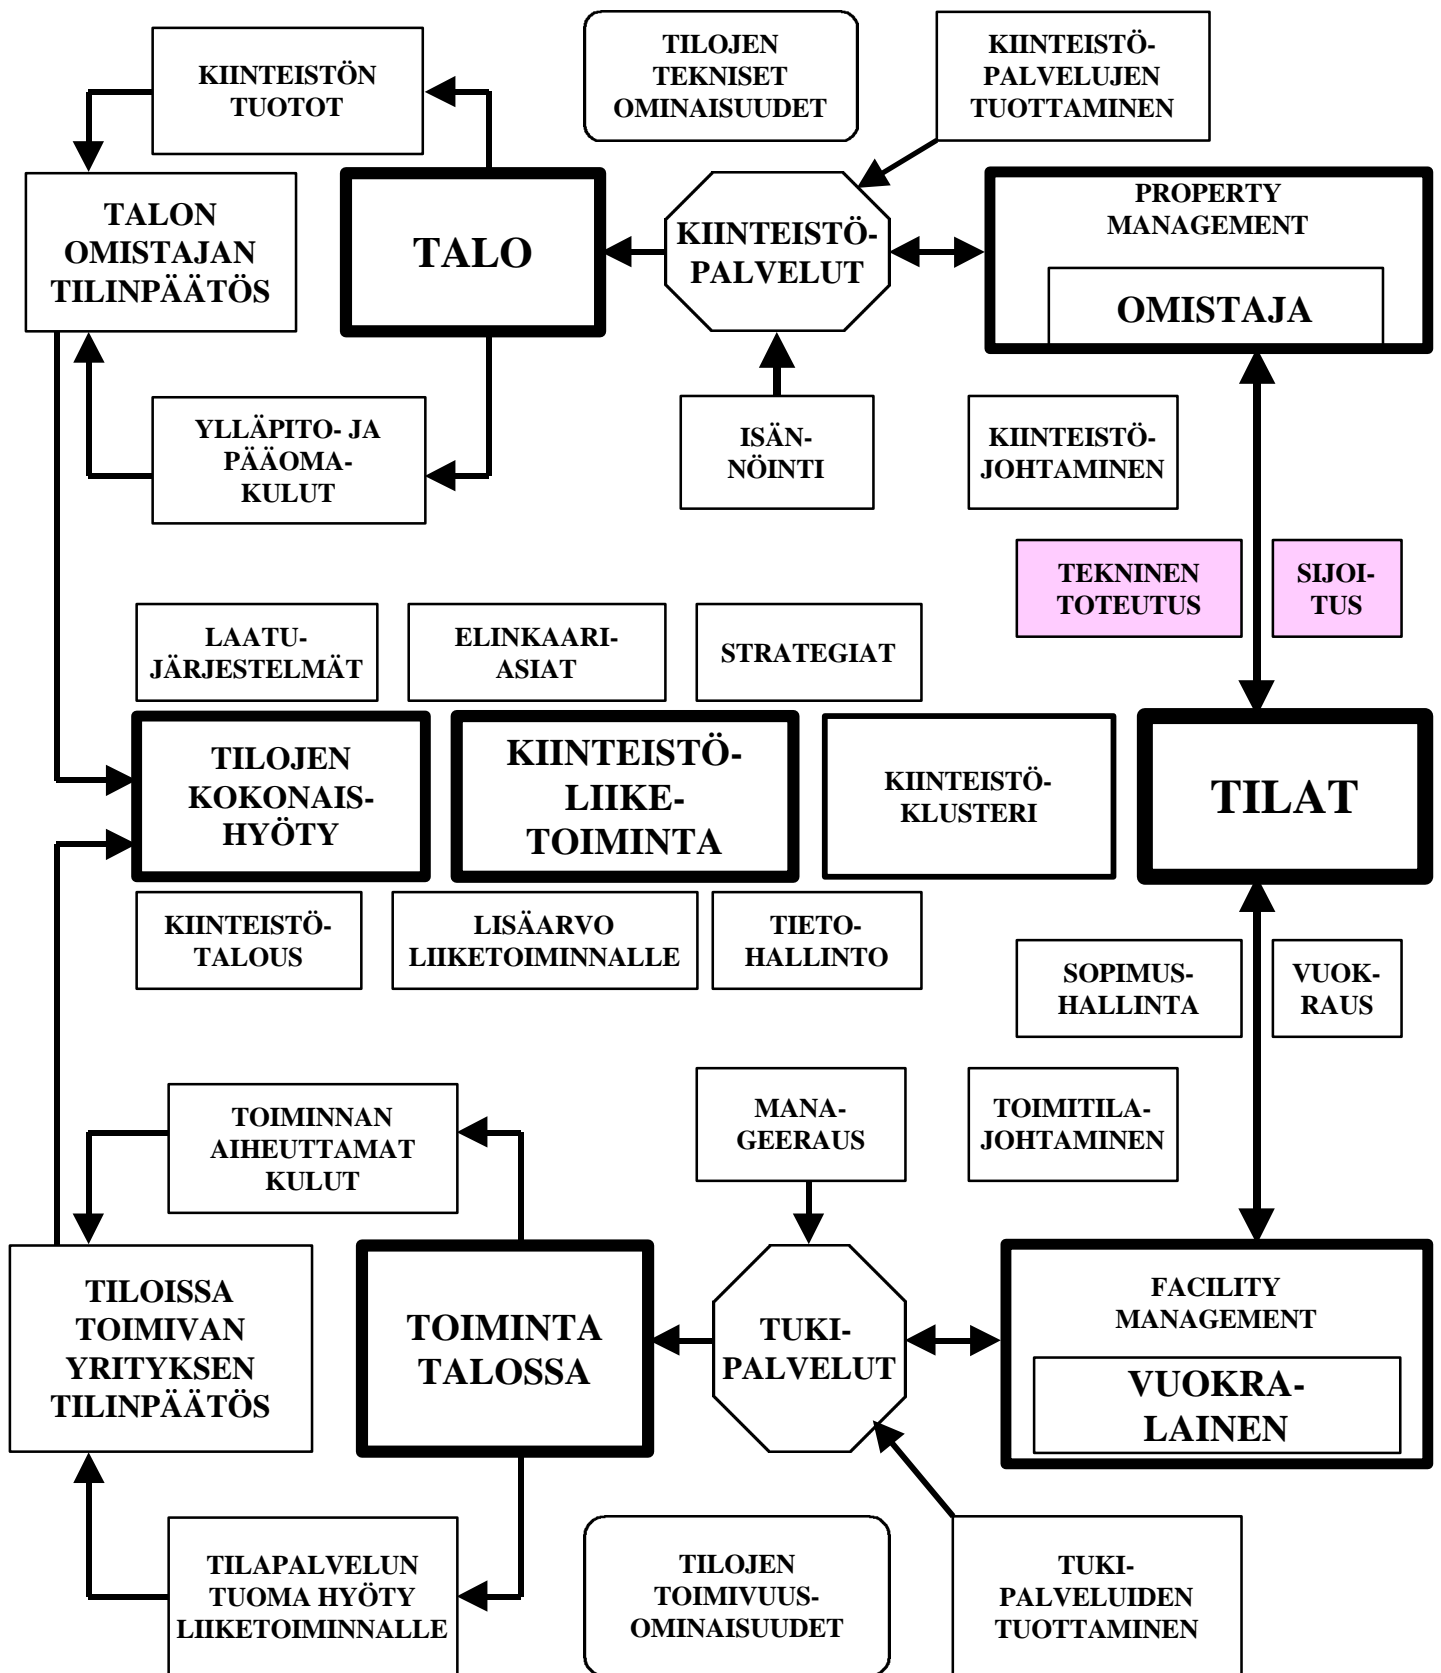 KIINTEISTÖN
TUOTOT
TILOJEN
TEKNISET
OMINAISUUDET
KIINTEISTÖ-
PALVELUJEN
TUOTTAMINEN
TALON
OMISTAJAN
TILINPÄÄTÖS
TALO
KIINTEISTÖ-
PALVELUT
PROPERTY
MANAGEMENT
OMISTAJA
YLLÄPITO- JA
PÄÄOMA-
KULUT
ISÄN-
NÖINTI
KIINTEISTÖ-
JOHTAMINEN
TEKNINEN
TOTEUTUS
SIJOI-
TUS
LAATU-
JÄRJESTELMÄT
ELINKAARI-
ASIAT
STRATEGIAT
TILOJEN
KOKONAIS-
HYÖTY
KIINTEISTÖ-
LIIKE-
TOIMINTA
KIINTEISTÖ-
KLUSTERI
TILAT
KIINTEISTÖ-
TALOUS
LISÄARVO
LIIKETOIMINNALLE
TIETO-
HALLINTO
SOPIMUS-
HALLINTA
VUOK-
RAUS
TOIMINNAN
AIHEUTTAMAT
KULUT
MANA-
GEERAUS
TOIMITILA-
JOHTAMINEN
TILOISSA
TOIMIVAN
YRITYKSEN
TILINPÄÄTÖS
TOIMINTA
TALOSSA
TUKI-
PALVELUT
FACILITY
MANAGEMENT
VUOKRA-
LAINEN
TILAPALVELUN
TUOMA HYÖTY
LIIKETOIMINNALLE
TILOJEN
TOIMIVUUS-
OMINAISUUDET
TUKI-
PALVELUIDEN
TUOTTAMINEN